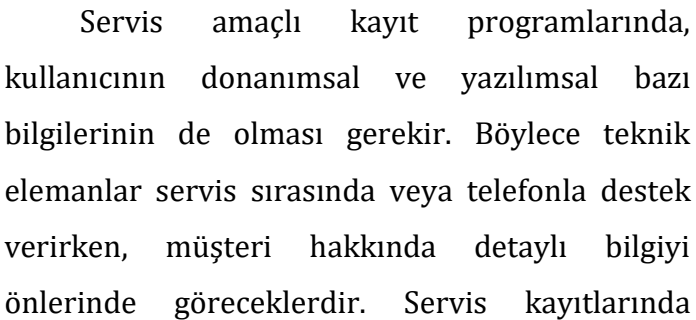 Servis amaçlı kayıt programlarında,
kullanıcının donanımsal ve yazılımsal bazı
bilgilerinin de olması gerekir. Böylece teknik
elemanlar servis sırasında veya telefonla destek
verirken, müşteri hakkında detaylı bilgiyi
önlerinde göreceklerdir. Servis kayıtlarında